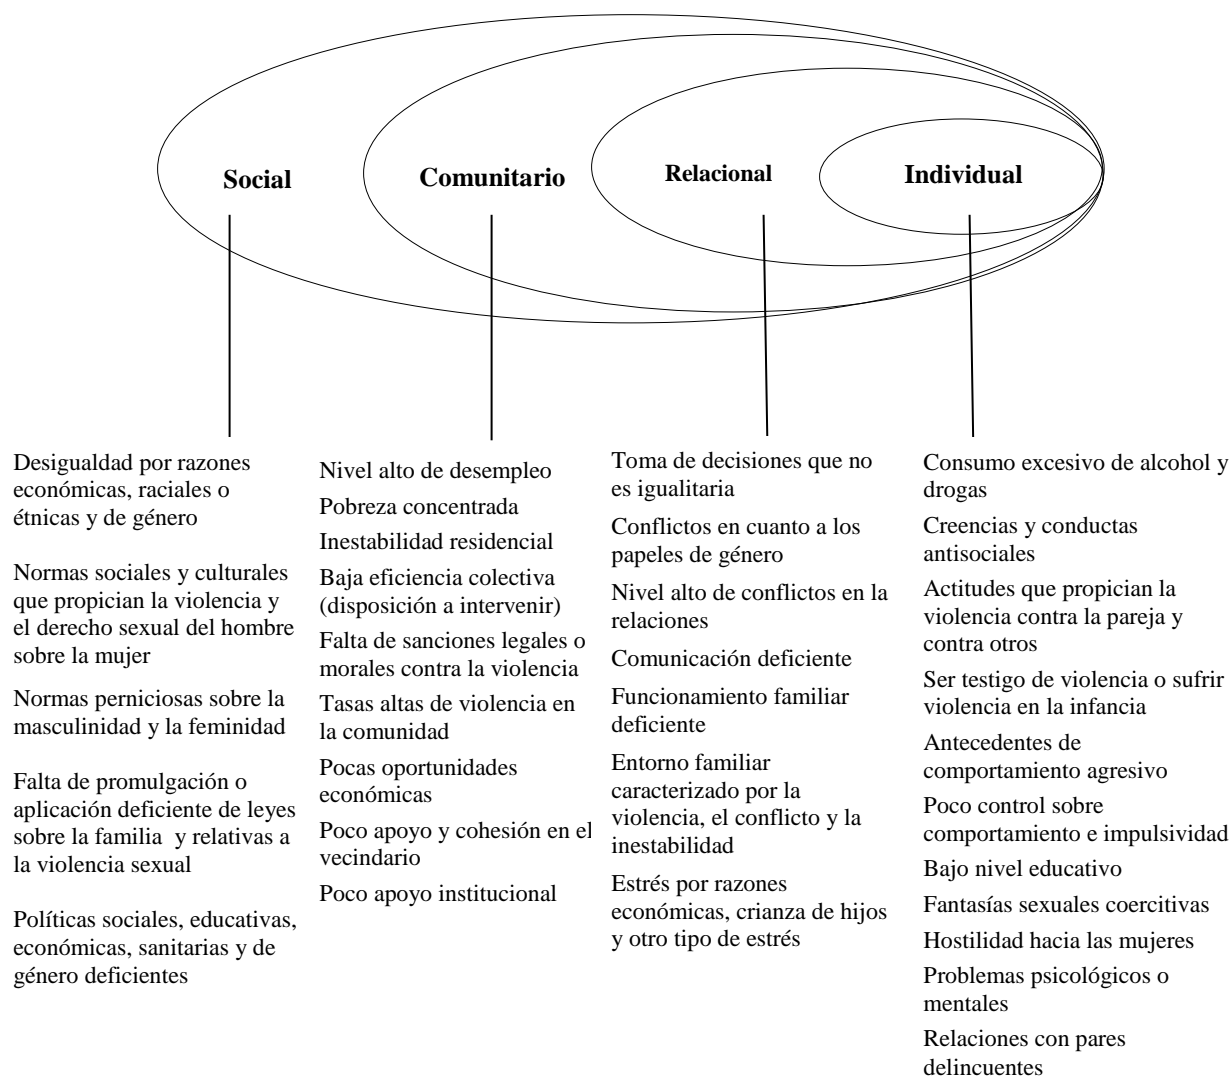 Social
Comunitario
Relacional
Individual
Desigualdad por razones
económicas, raciales o
étnicas y de género
Normas sociales y culturales
que propician la violencia y
el derecho sexual del hombre
sobre la mujer
Normas perniciosas sobre la
masculinidad y la feminidad
Falta de promulgación o
aplicación deficiente de leyes
sobre la familia y relativas a
la violencia sexual
Políticas sociales, educativas,
económicas, sanitarias y de
género deficientes
Nivel alto de desempleo
Pobreza concentrada
Inestabilidad residencial
Baja eficiencia colectiva
(disposición a intervenir)
Falta de sanciones legales o
morales contra la violencia
Tasas altas de violencia en
la comunidad
Pocas oportunidades
económicas
Poco apoyo y cohesión en el
vecindario
Poco apoyo institucional
Toma de decisiones que no
es igualitaria
Conflictos en cuanto a los
papeles de género
Nivel alto de conflictos en la
relaciones
Comunicación deficiente
Funcionamiento familiar
deficiente
Entorno familiar
caracterizado por la
violencia, el conflicto y la
inestabilidad
Estrés por razones
económicas, crianza de hijos
y otro tipo de estrés
Consumo excesivo de alcohol y
drogas
Creencias y conductas
antisociales
Actitudes que propician la
violencia contra la pareja y
contra otros
Ser testigo de violencia o sufrir
violencia en la infancia
Antecedentes de
comportamiento agresivo
Poco control sobre
comportamiento e impulsividad
Bajo nivel educativo
Fantasías sexuales coercitivas
Hostilidad hacia las mujeres
Problemas psicológicos o
mentales
Relaciones con pares
delincuentes